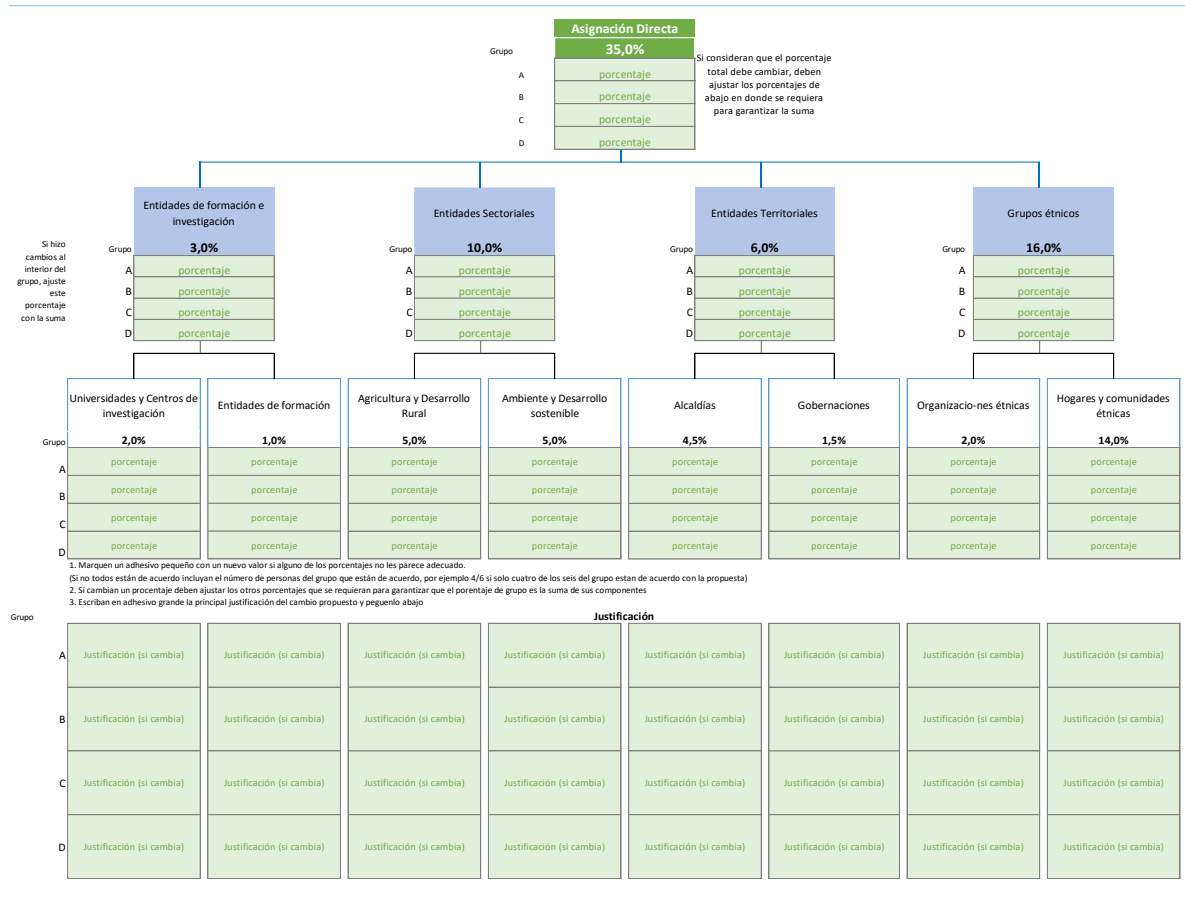 Asignación Directa
Grupo 35,0%
Si consideran que el porcentaje
total debe cambiar, deben
ajustar los porcentajes de
abajo en donde se requiera
para garantizar la suma
A porcentaje
B porcentaje
C porcentaje
D porcentaje
Entidades de formación e
investigación
Entidades Sectoriales
Entidades Territoriales
Grupos étnicos
Si hizo
cambios al
interior del
grupo, ajuste
este
porcentaje
con la suma
Grupo 3,0% Grupo 10,0% Grupo 6,0% Grupo 16,0%
A porcentaje A porcentaje A porcentaje A porcentaje
B porcentaje B porcentaje B porcentaje B porcentaje
C porcentaje C porcentaje C porcentaje C porcentaje
D porcentaje D porcentaje D porcentaje D porcentaje
Universidades y Centros de
investigación
Entidades de formación
Agricultura y Desarrollo
Rural
Ambiente y Desarrollo
sostenible
Alcaldías
Gobernaciones
Organizacio-nes étnicas
Hogares y comunidades
étnicas
Grupo 2,0% 1,0% 5,0% 5,0% 4,5% 1,5% 2,0% 14,0%
A porcentaje porcentaje porcentaje porcentaje porcentaje porcentaje porcentaje porcentaje
B porcentaje porcentaje porcentaje porcentaje porcentaje porcentaje porcentaje porcentaje
C porcentaje porcentaje porcentaje porcentaje porcentaje porcentaje porcentaje porcentaje
D porcentaje porcentaje porcentaje porcentaje porcentaje porcentaje porcentaje porcentaje
1. Marquen un adhesivo pequeño con un nuevo valor si alguno de los porcentajes no les parece adecuado.
(Si no todos están de acuerdo incluyan el número de personas del grupo que están de acuerdo, por ejemplo 4/6 si solo cuatro de los seis del grupo estan de acuerdo con la propuesta)
2. Si cambian un procentaje deben ajustar los otros porcentajes que se requieran para garantizar que el porentaje de grupo es la suma de sus componentes
3. Escriban en adhesivo grande la principal justificación del cambio propuesto y peguenlo abajo
Grupo Justificación
A Justificación (si cambia) Justificación (si cambia) Justificación (si cambia) Justificación (si cambia) Justificación (si cambia) Justificación (si cambia) Justificación (si cambia) Justificación (si cambia)
B Justificación (si cambia) Justificación (si cambia) Justificación (si cambia) Justificación (si cambia) Justificación (si cambia) Justificación (si cambia) Justificación (si cambia) Justificación (si cambia)
C Justificación (si cambia) Justificación (si cambia) Justificación (si cambia) Justificación (si cambia) Justificación (si cambia) Justificación (si cambia) Justificación (si cambia) Justificación (si cambia)
D Justificación (si cambia) Justificación (si cambia) Justificación (si cambia) Justificación (si cambia) Justificación (si cambia) Justificación (si cambia) Justificación (si cambia) Justificación (si cambia)